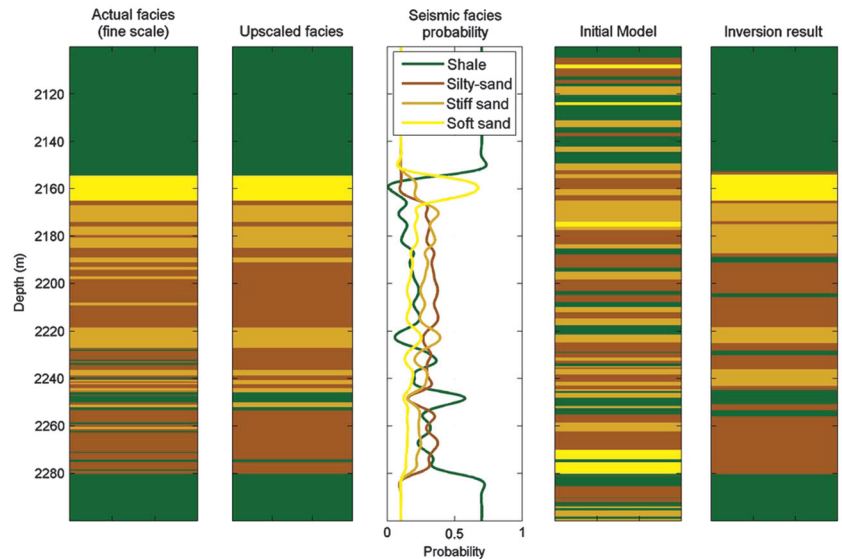 Actual facies
(fine scale)
Upscaled facies
Seismic facies
probability
Initial Model
Inversion result
Shale
Silty-sand
Stiff sand
Soft sand
Depth (m)
2120
2140
2160
2180
2200
2220
2240
2260
2280
0
0.5
1
Probability